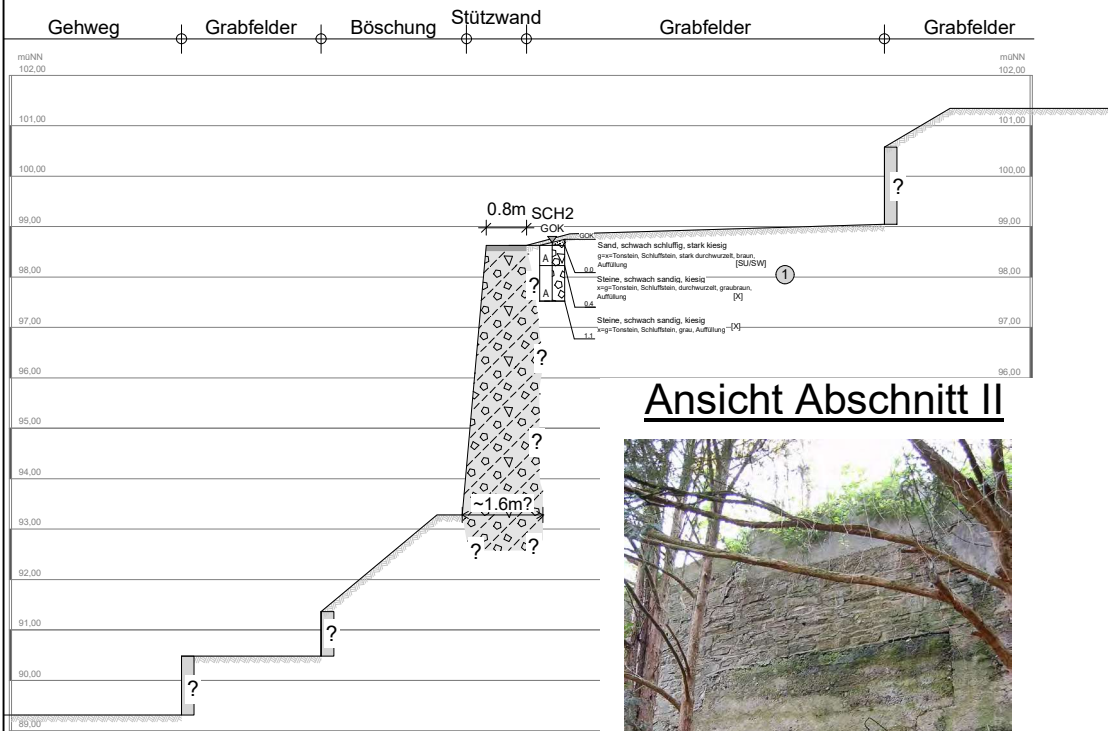 Gehweg
Grabfelder
Böschung
Stützwand
Grabfelder
Grabfelder
müNN
102,00
101,00
100,00
99,00
98,00
97,00
96,00
95,00
94,00
93,00
92,00
91,00
90,00
89,00
müNN
102,00
101,00
100,00
99,00
98,00
97,00
96,00
?
0.8m
SCH2
GOK
GOK
A
A
Sand, schwach schluffig, stark kiesig
g=x=Tonstein, Schluffstein, stark durchwurzelt, braun,
Auffüllung [SU/SW]
0.0
1
Steine, schwach sandig, kiesig
x=g=Tonstein, Schluffstein, durchwurzelt, graubraun,
Auffüllung [X]
0.4
Steine, schwach sandig, kiesig
x=g=Tonstein, Schluffstein, grau, Auffüllung [X]
1.1
?
?
?
~1.6m?
?
?
?
?
Ansicht Abschnitt II